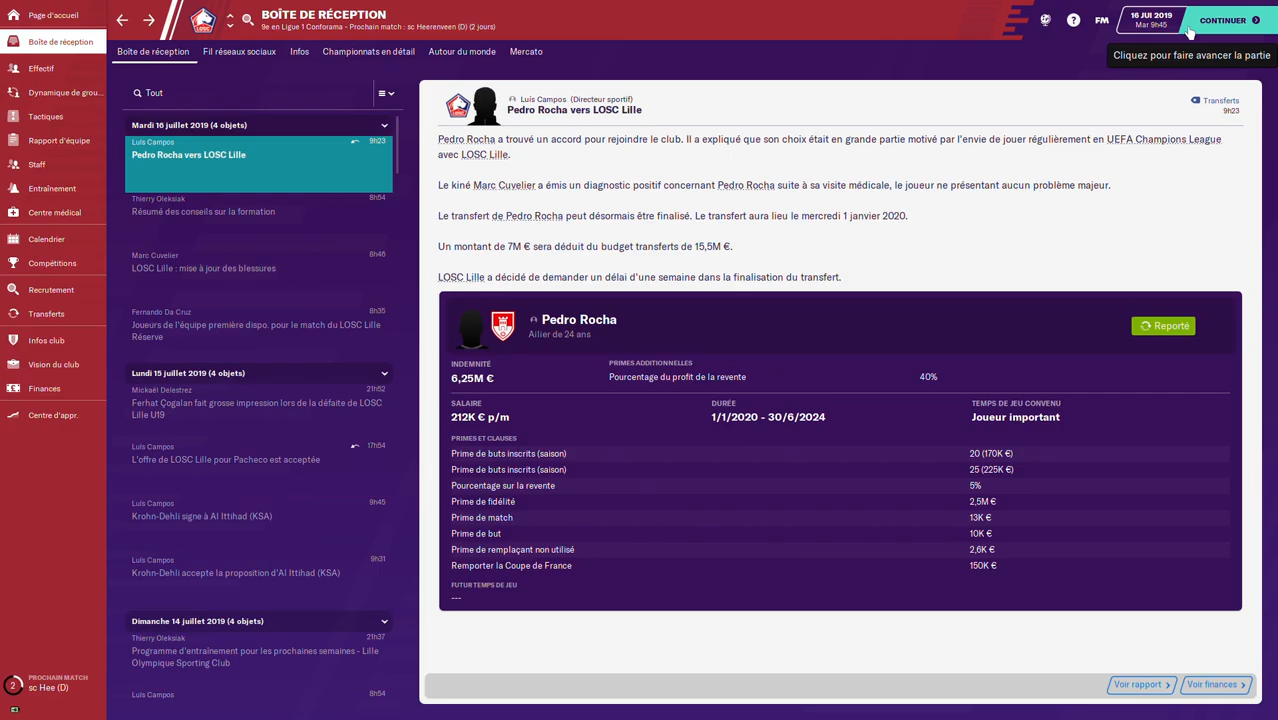 Page d'accueil
Boîte de réception
Effectif
Dynamique de grou...
Tactiques
Rapport d'équipe
Staff
Entraînement
Centre médical
Calendrier
Compétitions
Recrutement
Transferts
Infos club
Vision du club
Finances
Centre d'appr.
PROCHAIN MATCH
2
sc Hee (D)
LOSC
BOÎTE DE RÉCEPTION
9e en Ligue 1 Conforama - Prochain match : sc Heerenveen (D) (2 jours)
?
FM
16 JUI 2019
Mar 9h45
CONTINUER
Cliquez pour faire avancer la partie
Boîte de réception
Fil réseaux sociaux
Infos
Championnats en détail
Autour du monde
Mercato
Tout
Mardi 16 juillet 2019 (4 objets)
Luís Campos 9h23
Pedro Rocha vers LOSC Lille
Thierry Oleksiak 8h54
Résumé des conseils sur la formation
Marc Cuvelier 8h46
LOSC Lille : mise à jour des blessures
Fernando Da Cruz 8h35
Joueurs de l'équipe première dispo. pour le match du LOSC Lille
Réserve
Lundi 15 juillet 2019 (4 objets)
Mickaël Delestrez 21h52
Ferhat Çogalan fait grosse impression lors de la défaite de LOSC
Lille U19
Luís Campos 17h54
L'offre de LOSC Lille pour Pacheco est acceptée
Luís Campos 9h45
Krohn-Dehli signe à Al Ittihad (KSA)
Luís Campos 9h31
Krohn-Dehli accepte la proposition d'Al Ittihad (KSA)
Dimanche 14 juillet 2019 (4 objets)
Thierry Oleksiak 21h37
Programme d'entraînement pour les prochaines semaines - Lille
Olympique Sporting Club
Luís Campos 8h54
Luís Campos (Directeur sportif)
Pedro Rocha vers LOSC Lille
Transferts
9h23
Pedro Rocha a trouvé un accord pour rejoindre le club. Il a expliqué que son choix était en grande partie motivé par l'envie de jouer régulièrement en UEFA Champions League
avec LOSC Lille.
Le kiné Marc Cuvelier a émis un diagnostic positif concernant Pedro Rocha suite à sa visite médicale, le joueur ne présentant aucun problème majeur.
Le transfert de Pedro Rocha peut désormais être finalisé. Le transfert aura lieu le mercredi 1 janvier 2020.
Un montant de 7M € sera déduit du budget transferts de 15,5M €.
LOSC Lille a décidé de demander un délai d'une semaine dans la finalisation du transfert.
Pedro Rocha
Ailier de 24 ans
Reporté
INDEMNITÉ
6,25M €
PRIMES ADDITIONNELLES
Pourcentage du profit de la revente 40%
SALAIRE
212K € p/m
DURÉE
1/1/2020 - 30/6/2024
TEMPS DE JEU CONVENU
Joueur important
PRIMES ET CLAUSES
Prime de buts inscrits (saison) 20 (170K €)
Prime de buts inscrits (saison) 25 (225K €)
Pourcentage sur la revente 5%
Prime de fidélité 2,5M €
Prime de match 13K €
Prime de but 10K €
Prime de remplaçant non utilisé 2,6K €
Remporter la Coupe de France 150K €
FUTUR TEMPS DE JEU
---
Voir rapport
Voir finances